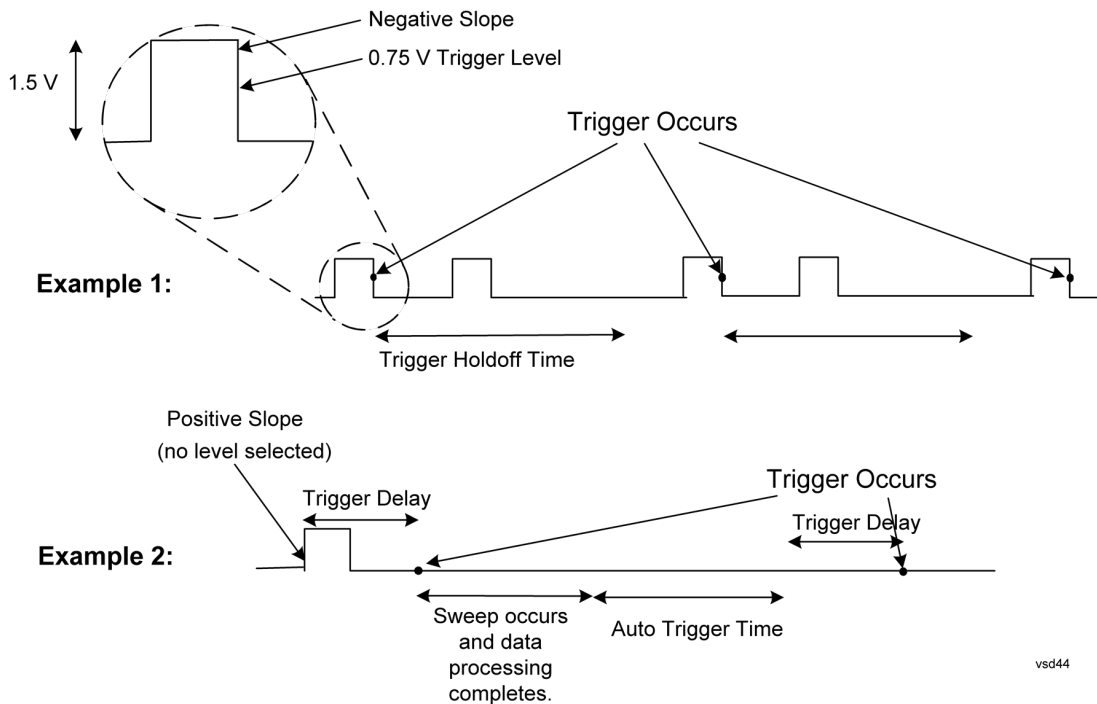 Negative Slope
0.75 V Trigger Level
1.5 V
Trigger Occurs
Example 1:
Trigger Holdoff Time
Positive Slope
(no level selected)
Trigger Delay
Trigger Occurs
Trigger Delay
Example 2:
Sweep occurs
and data
processing
completes.
Auto Trigger Time
vsd44